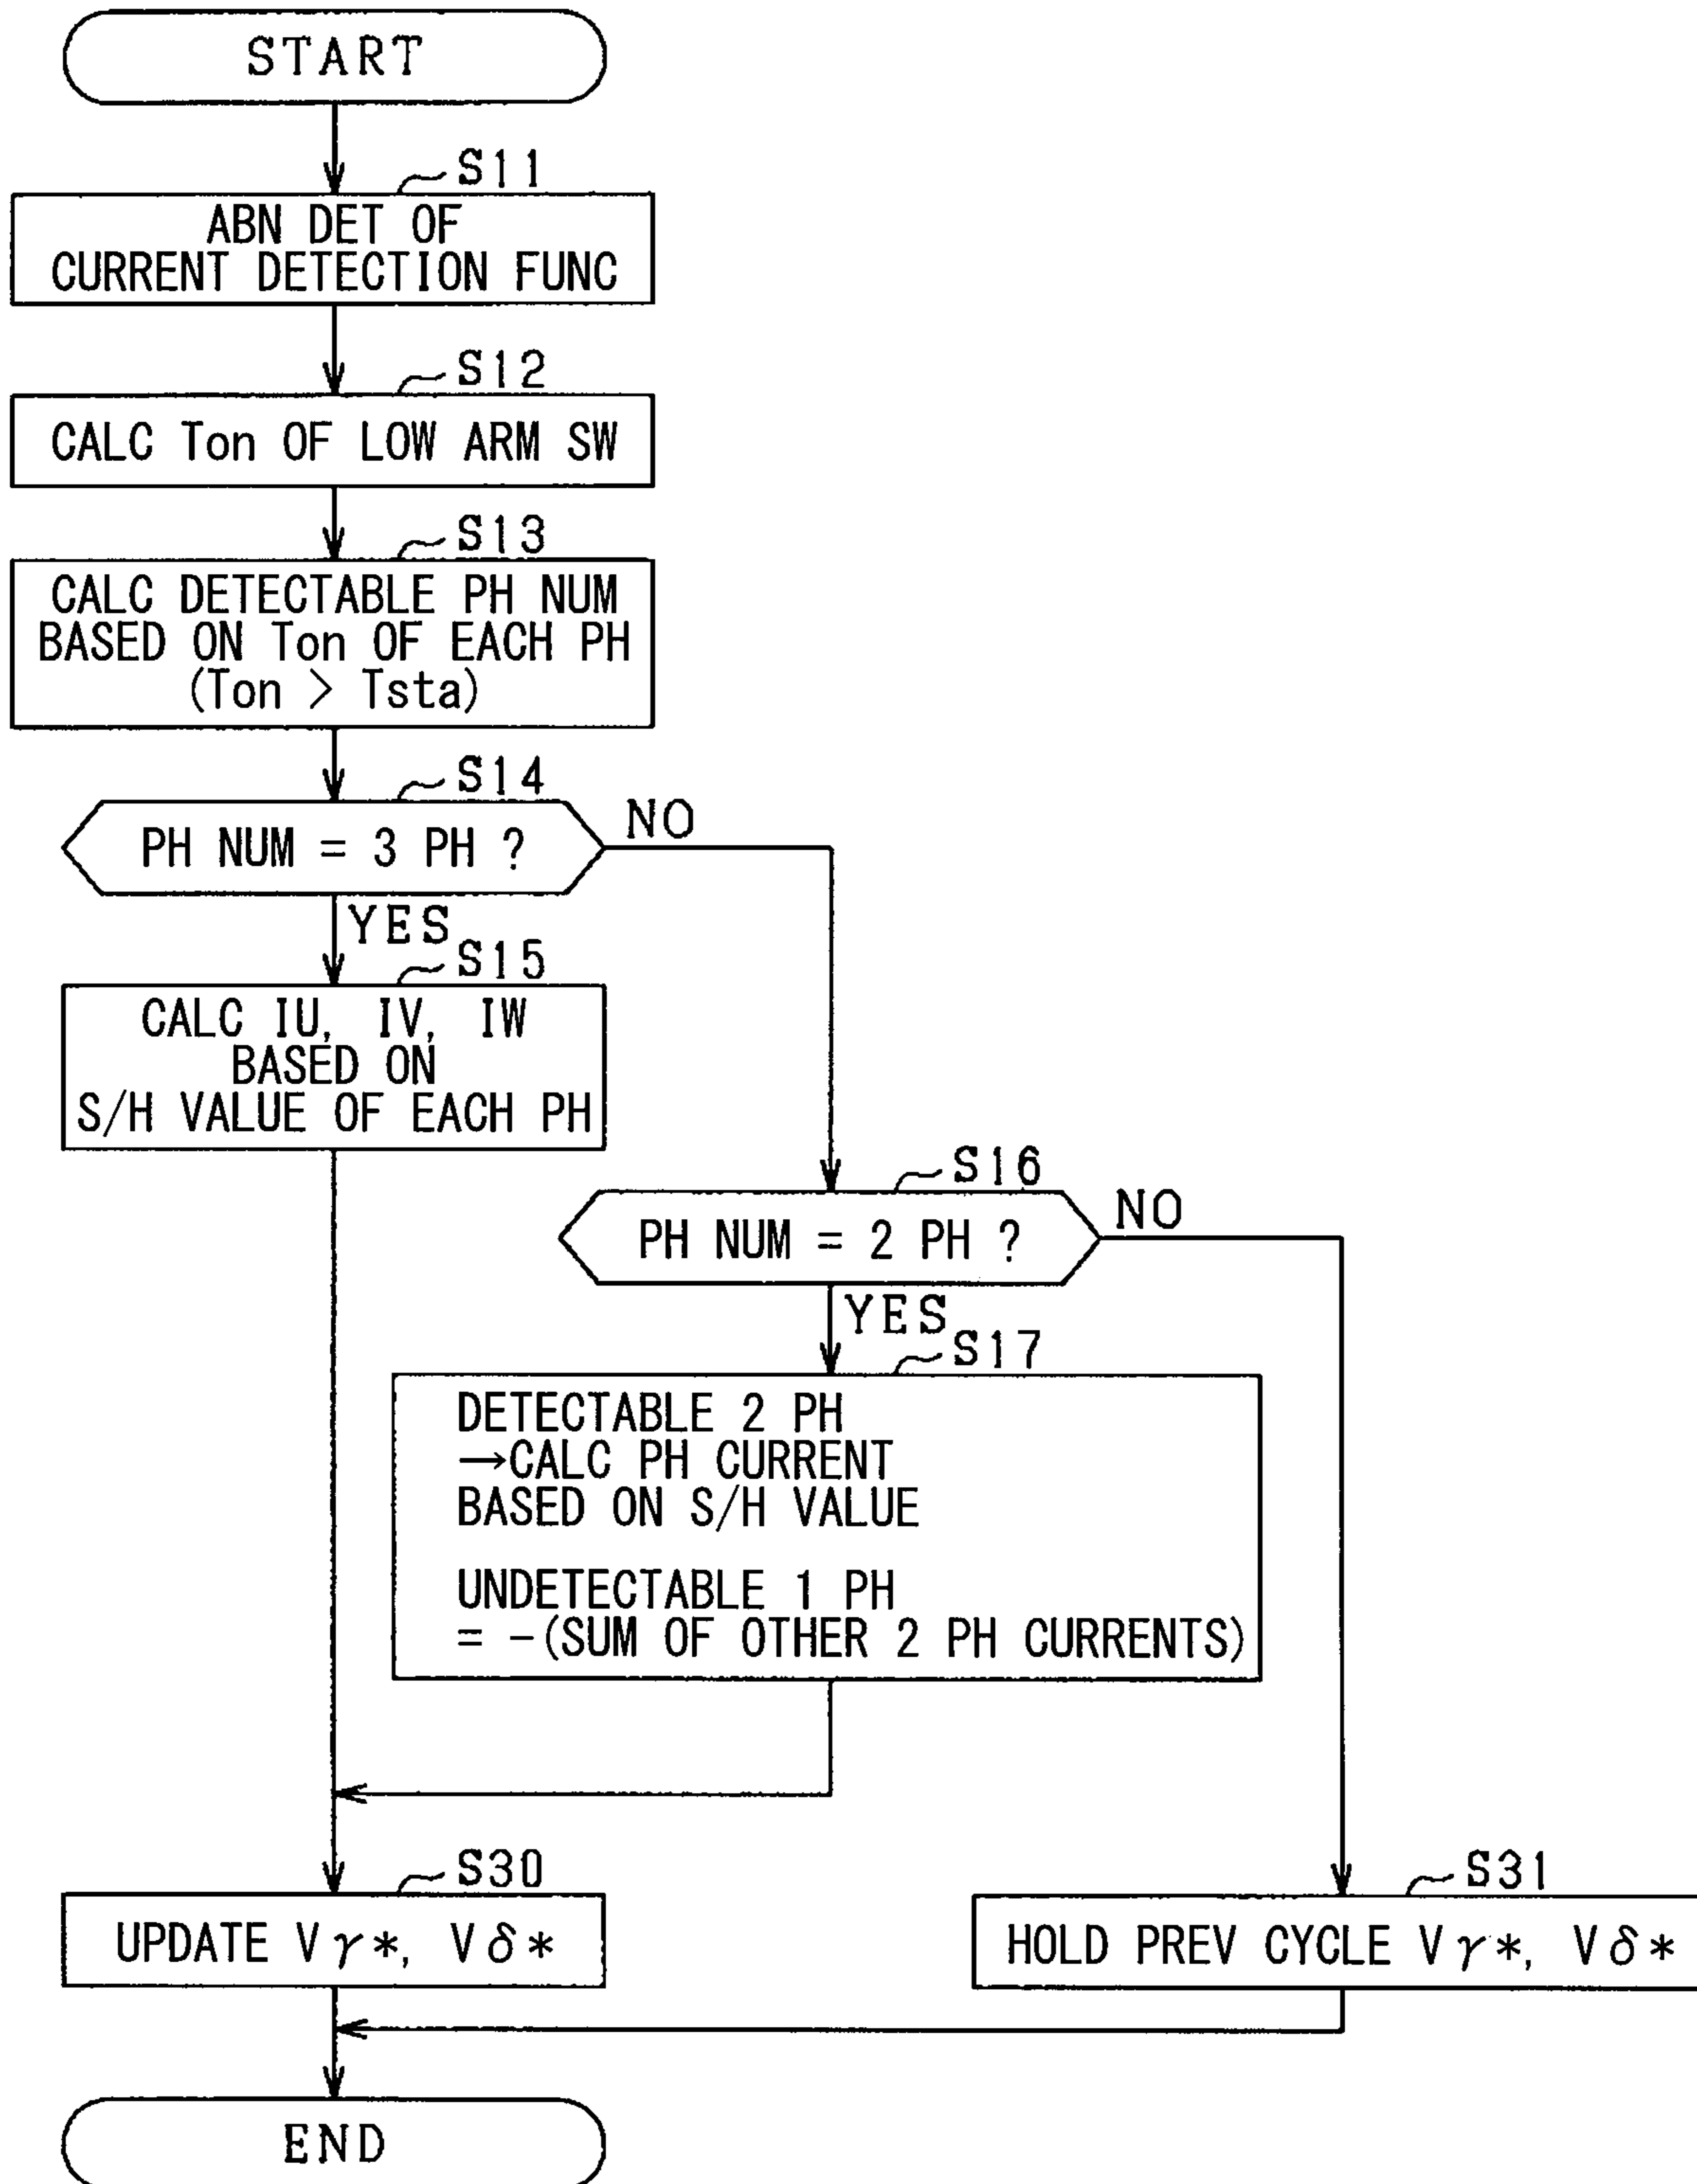 START
S11
ABN DET OF
CURRENT DETECTION FUNC
S12
CALC Ton OF LOW ARM SW
S13
CALC DETECTABLE PH NUM
BASED ON Ton OF EACH PH
(Ton > Tsta)
S14
PH NUM = 3 PH ?
NO
YES
S15
CALC IU, IV, IW
BASED ON
S/H VALUE OF EACH PH
S16
PH NUM = 2 PH ?
NO
YES
S17
DETECTABLE 2 PH
→CALC PH CURRENT
BASED ON S/H VALUE
UNDETECTABLE 1 PH
= -(SUM OF OTHER 2 PH CURRENTS)
S30
UPDATE Vγ*, Vδ*
S31
HOLD PREV CYCLE Vγ*, Vδ*
END